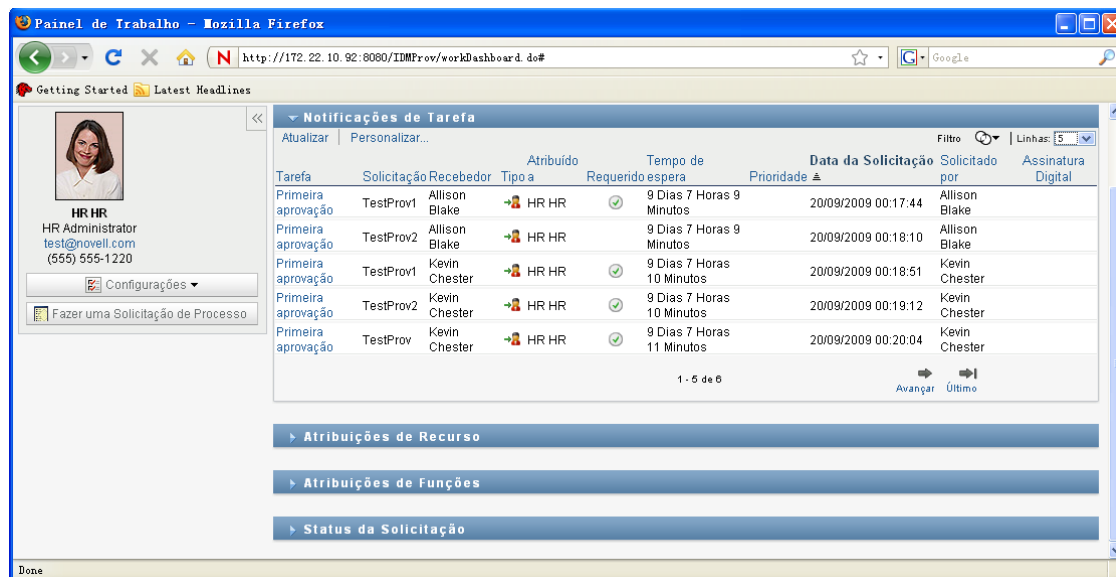 Painel de Trabalho - Mozilla Firefox
N http://172.22.10.92:8080/IDMProv/workDashboard.do#
G Google
Getting Started Latest Headlines
HR HR
HR Administrator
test@novell.com
(555) 555-1220
Configurações
Fazer uma Solicitação de Processo
Notificações de Tarefa
Atualizar Personalizar...
Filtro Linhas: 5
Tarefa Solicitação Recebedor Tipo Atribuído a Requerido Tempo de espera Prioridade Data da Solicitação Solicitado por Assinatura Digital
Primeira aprovação TestProv1 Allison Blake HR HR 9 Dias 7 Horas 9 Minutos 20/09/2009 00:17:44 Allison Blake
Primeira aprovação TestProv2 Allison Blake HR HR 9 Dias 7 Horas 9 Minutos 20/09/2009 00:18:10 Allison Blake
Primeira aprovação TestProv1 Kevin Chester HR HR 9 Dias 7 Horas 10 Minutos 20/09/2009 00:18:51 Kevin Chester
Primeira aprovação TestProv2 Kevin Chester HR HR 9 Dias 7 Horas 10 Minutos 20/09/2009 00:19:12 Kevin Chester
Primeira aprovação TestProv Kevin Chester HR HR 9 Dias 7 Horas 11 Minutos 20/09/2009 00:20:04 Kevin Chester
1 - 5 de 6
Avançar Último
Atribuições de Recurso
Atribuições de Funções
Status da Solicitação
Done